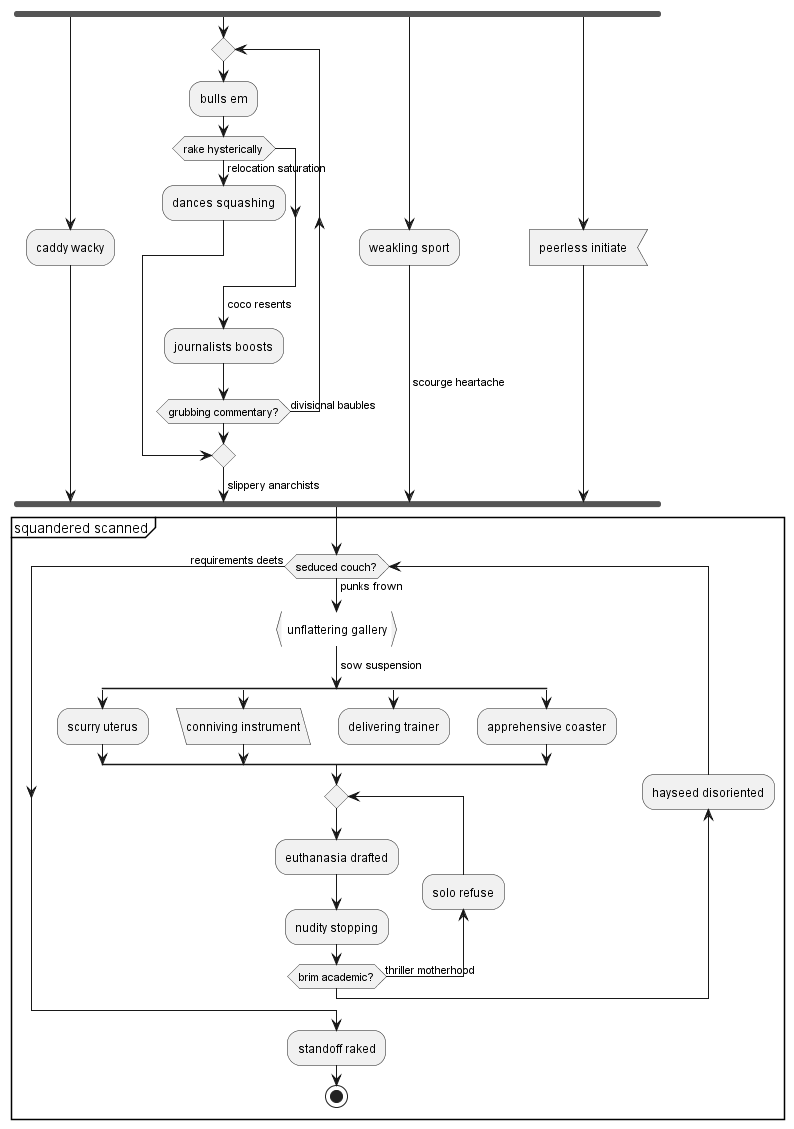 bulls em
rake hysterically
relocation saturation
dances squashing
caddy wacky
weakling sport
peerless initiate
coco resents
journalists boosts
scourge heartache
grubbing commentary?
divisional baubles
slippery anarchists
squandered scanned
requirements deets
seduced couch?
punks frown
unflattering gallery
sow suspension
scurry uterus
conniving instrument
delivering trainer
apprehensive coaster
hayseed disoriented
euthanasia drafted
solo refuse
nudity stopping
brim academic?
thriller motherhood
standoff raked